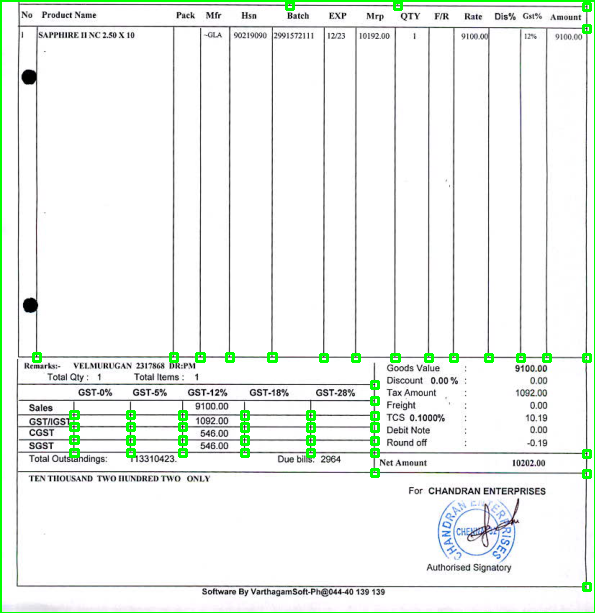 No Product Name Pack Mfr Hsn Batch EXP Mrp QTY F/R Rate Dis% Gst% Amount
1 SAPPHIRE II NC 2.50 X 10 ~GLA 90219090 2991572111 12/23 10192.00 1 9100.00 12% 9100.00
Remarks:- VELMURUGAN 2317868 DR:PM
Total Qty : 1 Total Items : 1
GST-0% GST-5% GST-12% GST-18% GST-28%
Sales 9100.00
GST/IGST 1092.00
CGST 546.00
SGST 546.00
Total Outstandings: 113310423. Due bills: 2964
Goods Value : 9100.00
Discount 0.00 % : 0.00
Tax Amount : 1092.00
Freight : 0.00
TCS 0.1000% : 10.19
Debit Note : 0.00
Round off : -0.19
Net Amount 10202.00
TEN THOUSAND TWO HUNDRED TWO ONLY
For CHANDRAN ENTERPRISES
CHANDRAN ENTERPRISES
Authorised Signatory
Software By VarthagamSoft-Ph@044-40 139 139